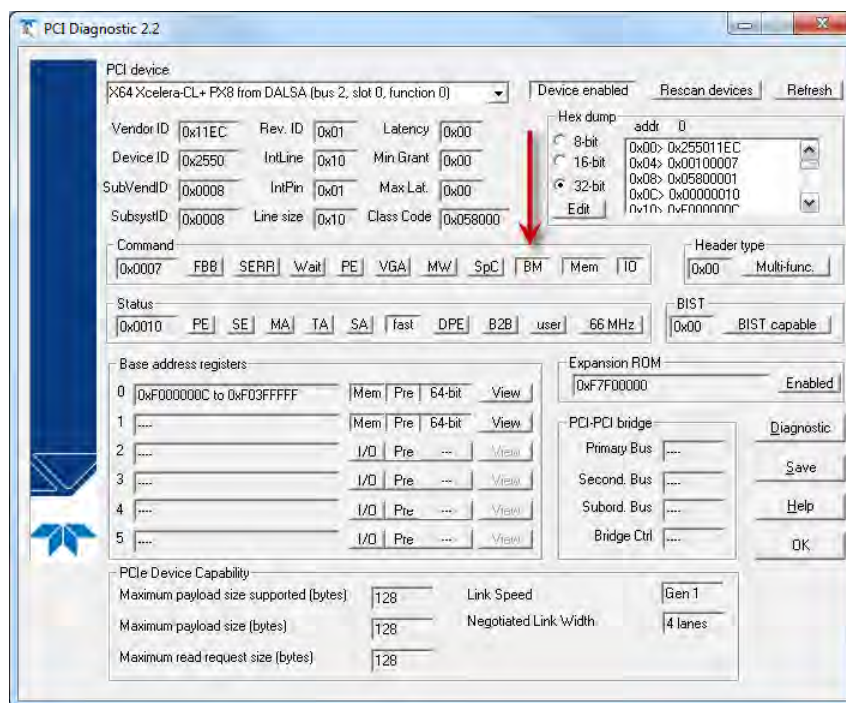 PCI Diagnostic 2.2
PCI device
X64 Xcelera-CL+ PX8 from DALSA (bus 2, slot 0, function 0) Device enabled Rescan devices Refresh
Vendor ID 0x11EC Rev. ID 0x01 Latency 0x00
Device ID 0x2550 IntLine 0x10 Min Grant 0x00
SubVendID 0x0008 IntPin 0x01 Max Lat. 0x00
SubsystID 0x0008 Line size 0x10 Class Code 0x058000
Hex dump
addr 0
8-bit 0x00> 0x255011EC
16-bit 0x04> 0x00100007
0x08> 0x05800001
32-bit 0x0C> 0x00000010
Edit 0x10> 0xF000000C
Command
0x0007 FBB SERR Wait PE VGA MW SpC BM Mem IO
Header type
0x00 Multi-func.
Status
0x0010 PE SE MA TA SA fast DPE B2B user 66 MHz
BIST
0x00 BIST capable
Base address registers
0 0xF000000C to 0xF03FFFFF Mem Pre 64-bit View
1 ---- Mem Pre 64-bit View
2 ---- I/O Pre --- View
3 ---- I/O Pre --- View
4 ---- I/O Pre --- View
5 ---- I/O Pre --- View
Expansion ROM
0xF7F00000 Enabled
PCI-PCI bridge
Primary Bus ----
Second. Bus ----
Subord. Bus ----
Bridge Ctrl ----
Diagnostic
Save
Help
OK
PCIe Device Capability
Maximum payload size supported (bytes) 128 Link Speed Gen 1
Maximum payload size (bytes) 128 Negotiated Link Width 4 lanes
Maximum read request size (bytes) 128